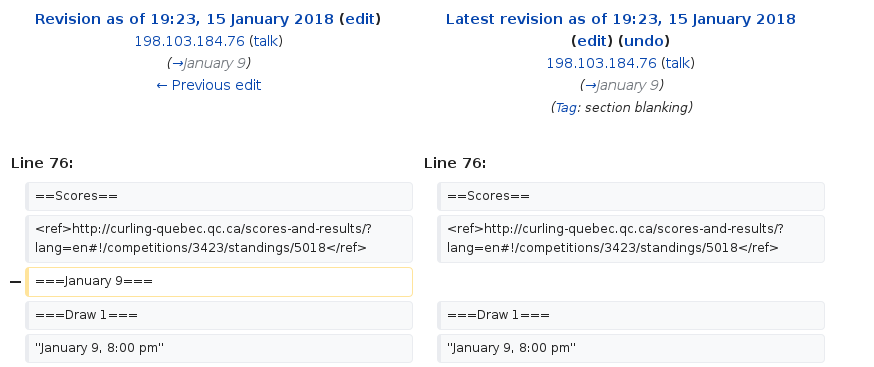 Revision as of 19:23, 15 January 2018 (edit)
198.103.184.76 (talk)
(→January 9)
← Previous edit
Latest revision as of 19:23, 15 January 2018
(edit) (undo)
198.103.184.76 (talk)
(→January 9)
(Tag: section blanking)
Line 76:
Line 76:
==Scores==
==Scores==
<ref>http://curling-quebec.qc.ca/scores-and-results/?
lang=en#!/competitions/3423/standings/5018</ref>
<ref>http://curling-quebec.qc.ca/scores-and-results/?
lang=en#!/competitions/3423/standings/5018</ref>
− ===January 9===
===Draw 1===
===Draw 1===
''January 9, 8:00 pm''
''January 9, 8:00 pm''